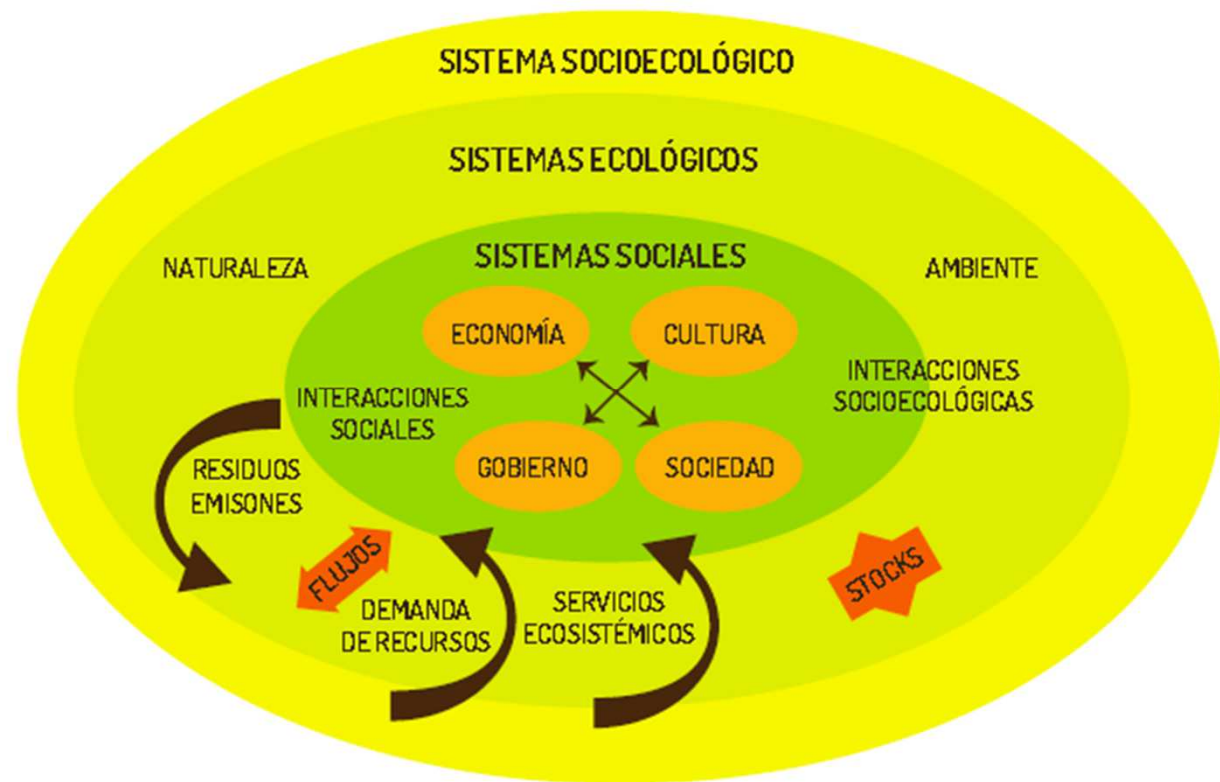 SISTEMA SOCIOECOLÓGICO
SISTEMAS ECOLÓGICOS
SISTEMAS SOCIALES
NATURALEZA
AMBIENTE
ECONOMÍA
CULTURA
INTERACCIONES
SOCIALES
INTERACCIONES
SOCIOECOLÓGICAS
GOBIERNO
SOCIEDAD
RESIDUOS
EMISONES
FLUJOS
STOCKS
DEMANDA
DE RECURSOS
SERVICIOS
ECOSISTÉMICOS